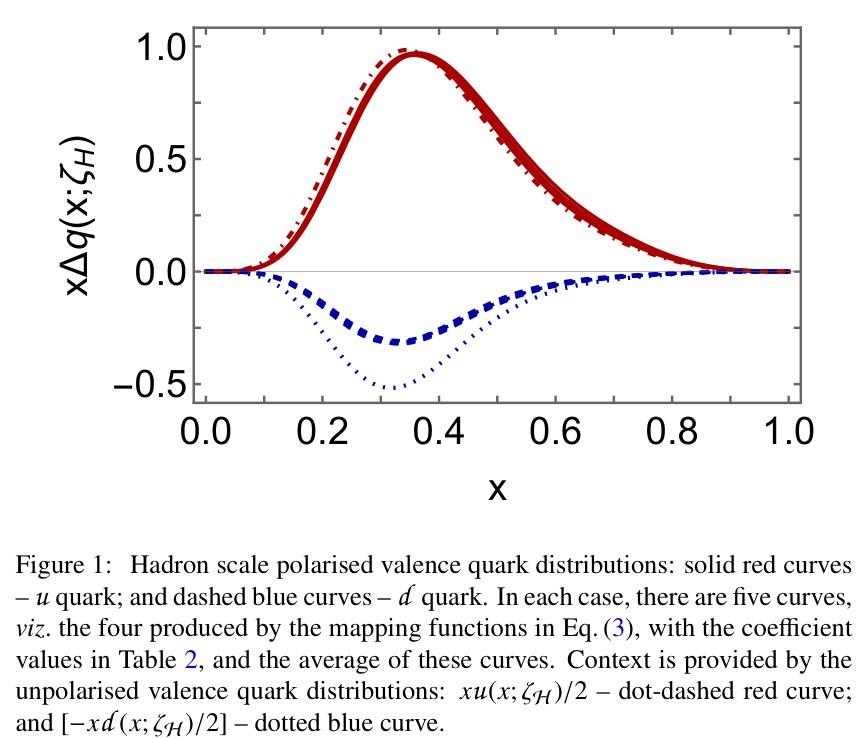 1.0
0.5
0.0
−0.5
xΔq(x;ζH)
0.0 0.2 0.4 0.6 0.8 1.0
x
Figure 1: Hadron scale polarised valence quark distributions: solid red curves
– u quark; and dashed blue curves – d quark. In each case, there are five curves,
viz. the four produced by the mapping functions in Eq. (3), with the coefficient
values in Table 2, and the average of these curves. Context is provided by the
unpolarised valence quark distributions: xu(x; ζℋ)/2 – dot-dashed red curve;
and [−xd(x; ζℋ)/2] – dotted blue curve.